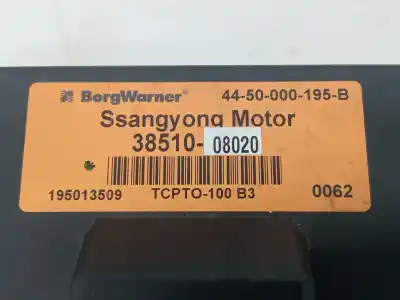 BorgWarner 44-50-000-195-B
Ssangyong Motor
38510-08020
195013509 TCPTO-100 B3 0062